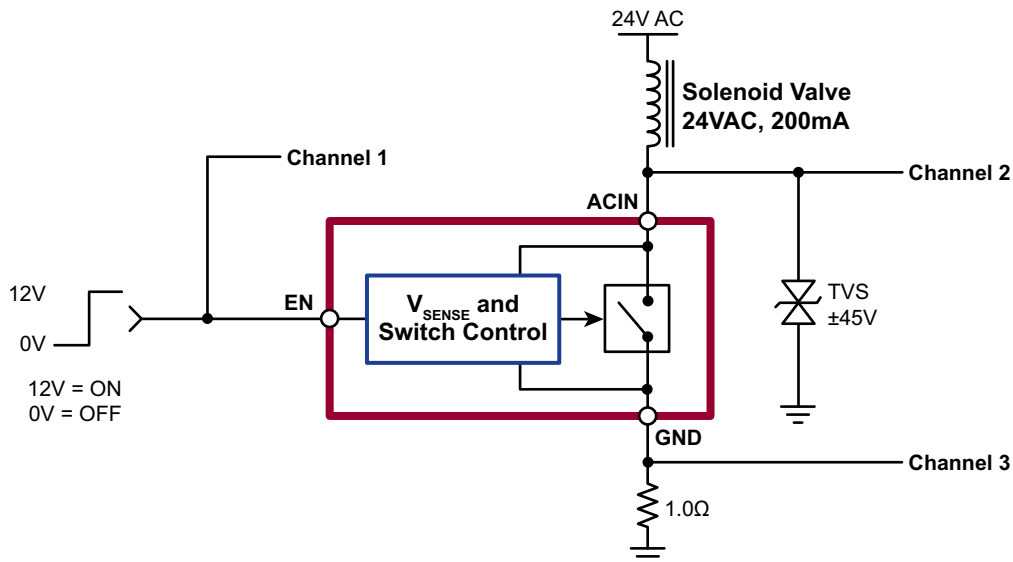 24V AC
Solenoid Valve
24VAC, 200mA
Channel 1
Channel 2
ACIN
12V
EN
V_SENSE and
Switch Control
TVS
±45V
0V
12V = ON
0V = OFF
GND
Channel 3
1.0Ω